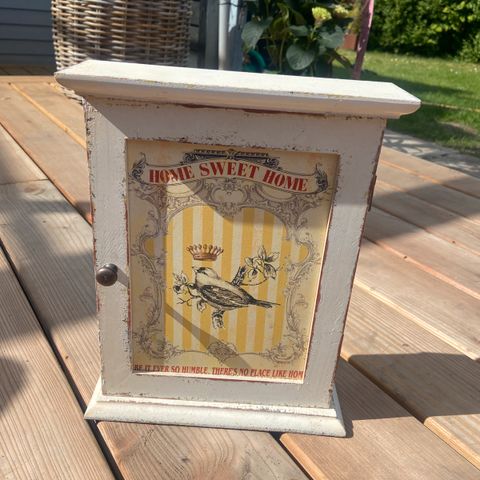 HOME SWEET HOME
BE IT EVER SO HUMBLE, THERE'S NO PLACE LIKE HOM